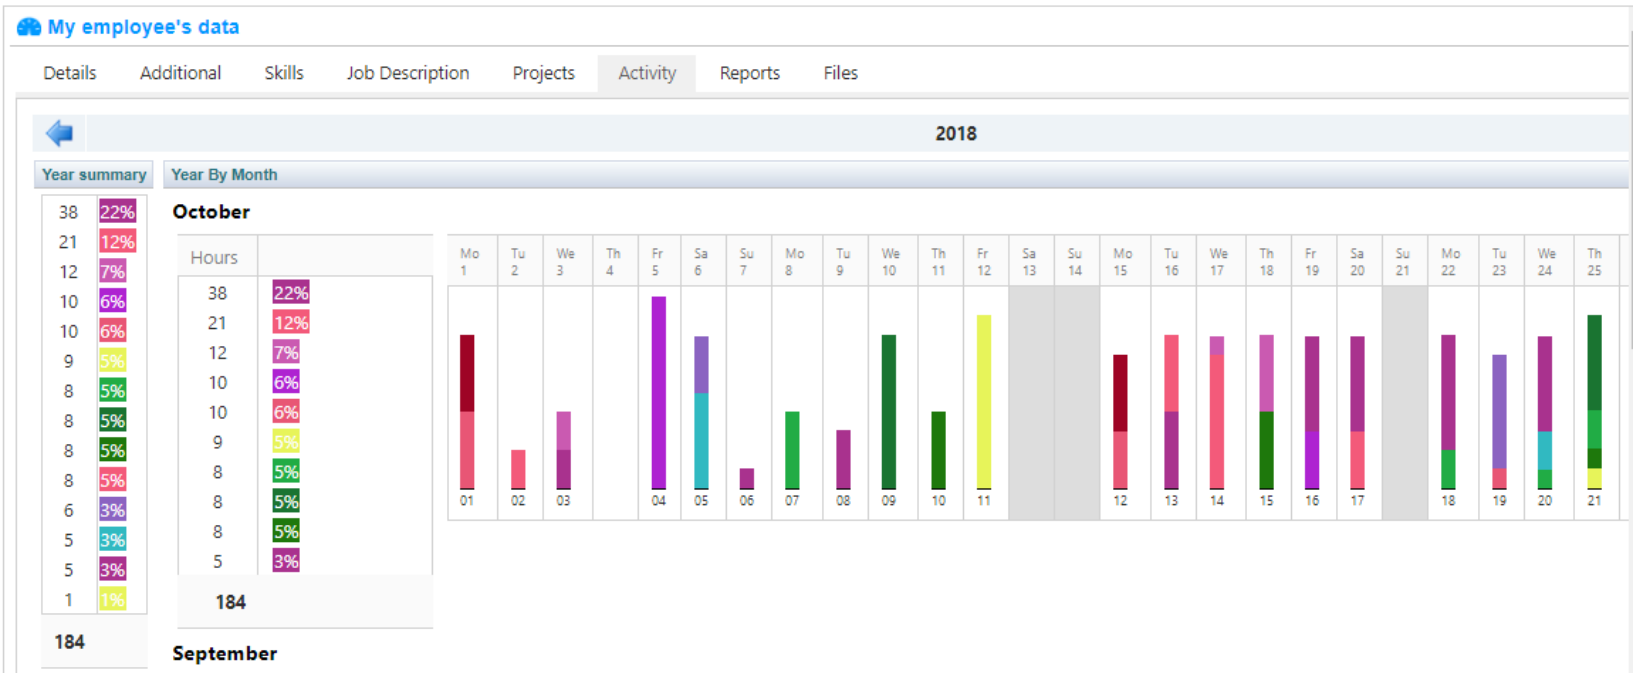 My employee's data
Details Additional Skills Job Description Projects Activity Reports Files
2018
Year summary
38 22%
21 12%
12 7%
10 6%
10 6%
9 5%
8 5%
8 5%
8 5%
8 5%
6 3%
5 3%
5 3%
1 1%
184
Year By Month
October
Hours
38 22%
21 12%
12 7%
10 6%
10 6%
9 5%
8 5%
8 5%
8 5%
5 3%
184
Mo Tu We Th Fr Sa Su Mo Tu We Th Fr Sa Su Mo Tu We Th Fr Sa Su Mo Tu We Th
1 2 3 4 5 6 7 8 9 10 11 12 13 14 15 16 17 18 19 20 21 22 23 24 25
01 02 03 04 05 06 07 08 09 10 11 12 13 14 15 16 17 18 19 20 21
September